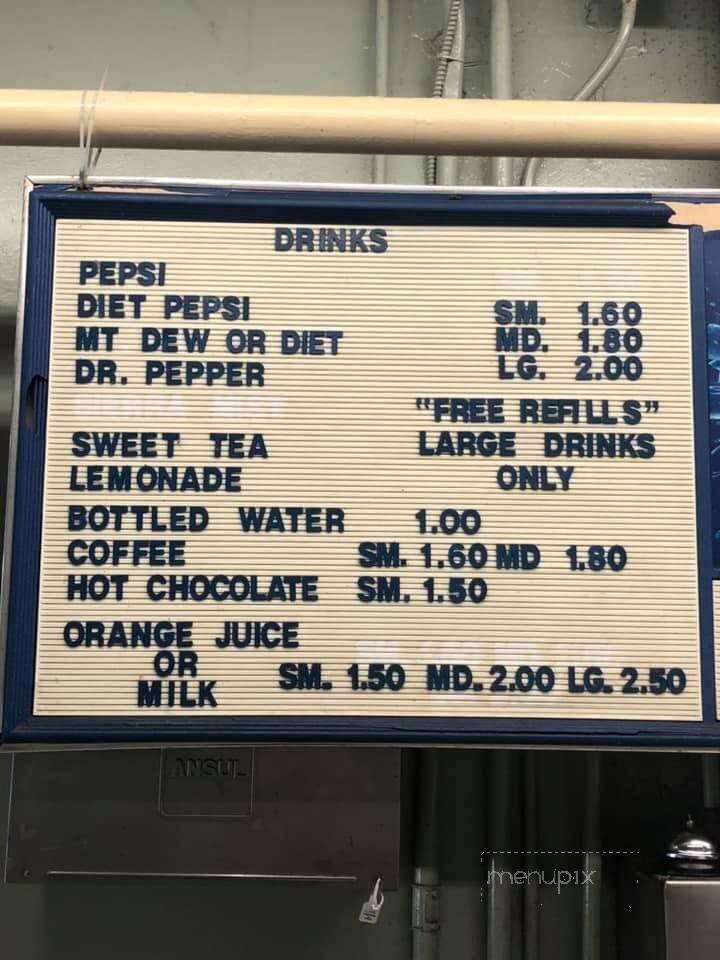 DRINKS
PEPSI
DIET PEPSI SM. 1.60
MT DEW OR DIET MD. 1.80
DR. PEPPER LG. 2.00
"FREE REFILLS"
SWEET TEA LARGE DRINKS
LEMONADE ONLY
BOTTLED WATER 1.00
COFFEE SM. 1.60 MD 1.80
HOT CHOCOLATE SM. 1.50
ORANGE JUICE
OR
MILK SM. 1.50 MD. 2.00 LG. 2.50
ANSUL
menupix